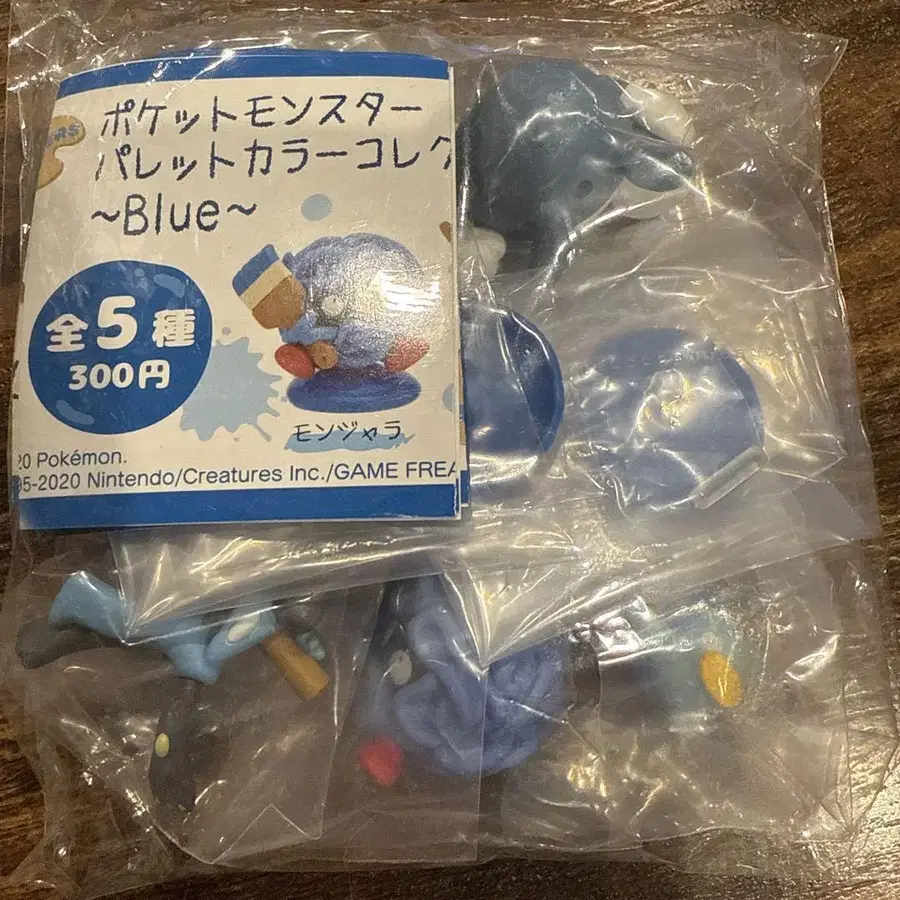 ERS
ポケットモンスター
パレットカラーコレク
~Blue~
全5種
300円
モンジャラ
20 Pokémon.
95-2020 Nintendo/Creatures Inc./GAME FREA